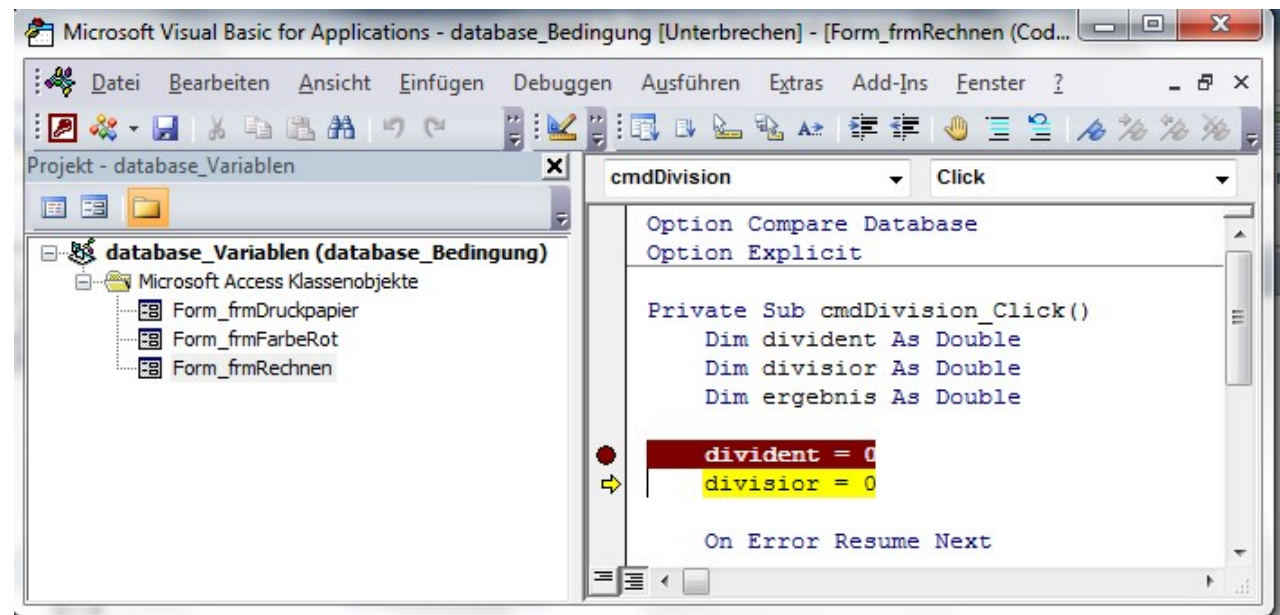 Microsoft Visual Basic for Applications - database_Bedingung [Unterbrechen] - [Form_frmRechnen (Cod...
Datei Bearbeiten Ansicht Einfügen Debuggen Ausführen Extras Add-Ins Fenster ?
Projekt - database_Variablen
database_Variablen (database_Bedingung)
Microsoft Access Klassenobjekte
Form_frmDruckpapier
Form_frmFarbeRot
Form_frmRechnen
cmdDivision Click
Option Compare Database
Option Explicit
Private Sub cmdDivision_Click()
Dim divident As Double
Dim divisior As Double
Dim ergebnis As Double
divident = 0
divisior = 0
On Error Resume Next